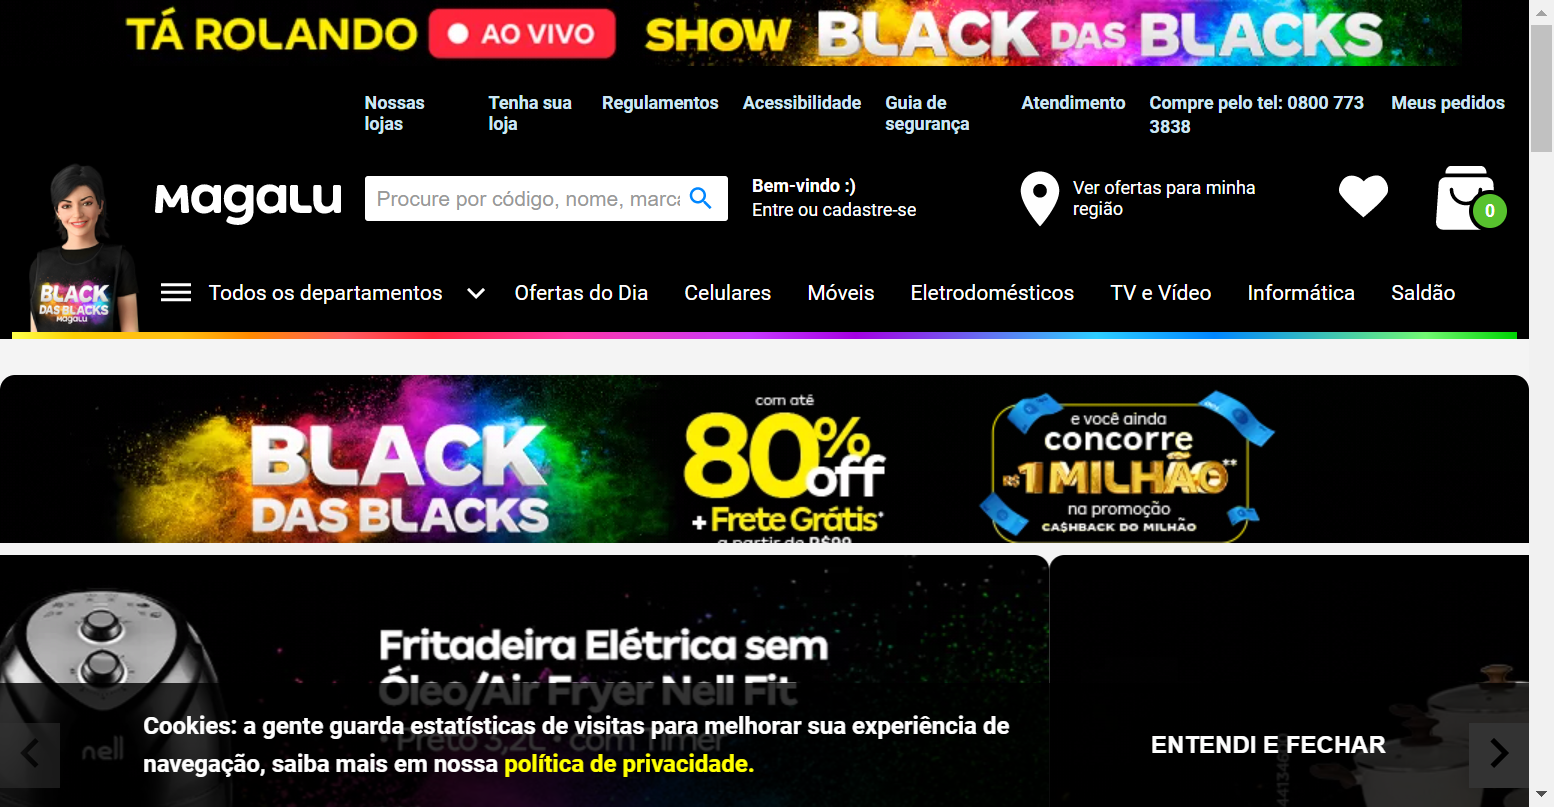 TÁ ROLANDO AO VIVO SHOW BLACK DAS BLACKS
Nossas lojas
Tenha sua loja
Regulamentos
Acessibilidade
Guia de segurança
Atendimento
Compre pelo tel: 0800 773 3838
Meus pedidos
Magalu
Procure por código, nome, marca
Bem-vindo :)
Entre ou cadastre-se
Ver ofertas para minha região
0
BLACK
DAS BLACKS
Magalu
Todos os departamentos
Ofertas do Dia
Celulares
Móveis
Eletrodomésticos
TV e Vídeo
Informática
Saldão
BLACK
DAS BLACKS
com até
80% off
+ Frete Grátis*
a partir de R$99
e você ainda
concorre
R$1 MILHÃO**
na promoção
CA$HBACK DO MILHÃO
Fritadeira Elétrica sem
Óleo/Air Fryer Nell Fit
• Preto 3,2L • com Timer
nell
Cookies: a gente guarda estatísticas de visitas para melhorar sua experiência de
navegação, saiba mais em nossa política de privacidade.
ENTENDI E FECHAR